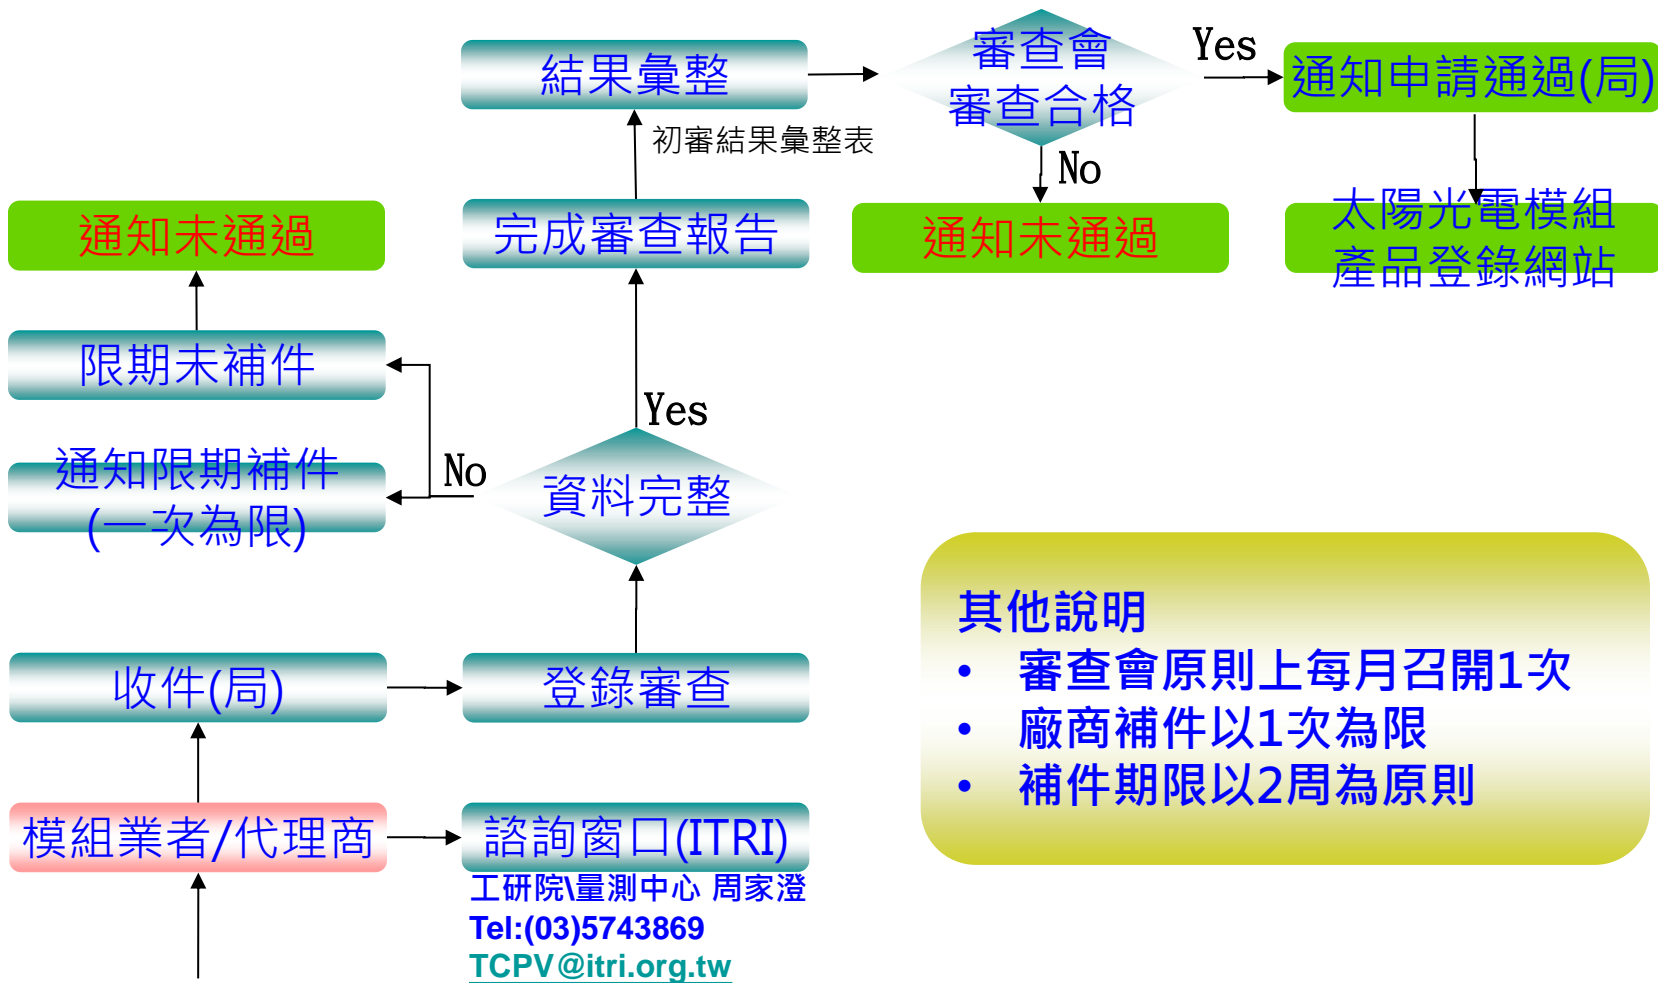 結果彙整
審查會
審查合格
Yes
通知申請通過(局)
初審結果彙整表
No
通知未通過
完成審查報告
通知未通過
太陽光電模組
產品登錄網站
限期未補件
Yes
通知限期補件
(一次為限)
No
資料完整
其他說明
• 審查會原則上每月召開1次
• 廠商補件以1次為限
• 補件期限以2周為原則
收件(局)
登錄審查
模組業者/代理商
諮詢窗口(ITRI)
工研院\量測中心 周家澄
Tel:(03)5743869
TCPV@itri.org.tw